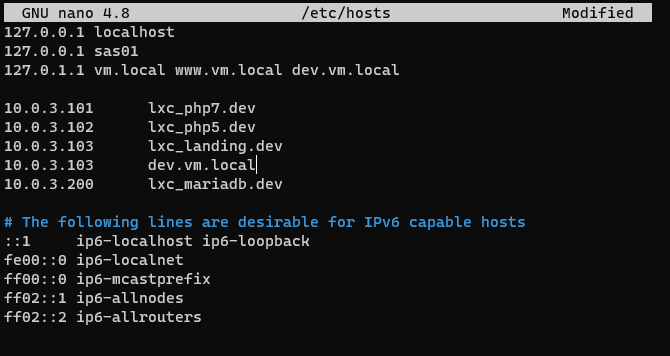 GNU nano 4.8 /etc/hosts Modified
127.0.0.1 localhost
127.0.0.1 sas01
127.0.1.1 vm.local www.vm.local dev.vm.local
10.0.3.101 lxc_php7.dev
10.0.3.102 lxc_php5.dev
10.0.3.103 lxc_landing.dev
10.0.3.103 dev.vm.local
10.0.3.200 lxc_mariadb.dev
# The following lines are desirable for IPv6 capable hosts
::1 ip6-localhost ip6-loopback
fe00::0 ip6-localnet
ff00::0 ip6-mcastprefix
ff02::1 ip6-allnodes
ff02::2 ip6-allrouters